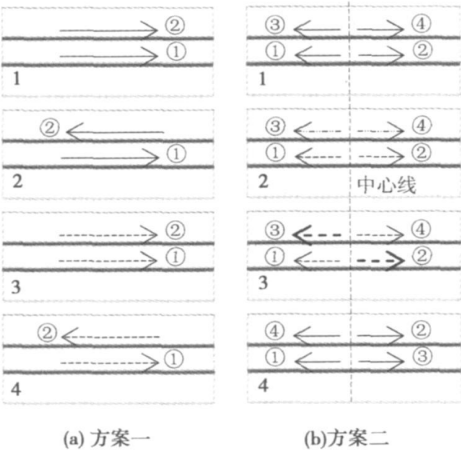 ② ③ ④
① ① ②
1 1
② ③ ④
① ① ②
2 2 中心线
② ③ ④
① ① ②
3 3
② ④ ②
① ① ③
4 4
(a) 方案一 (b)方案二